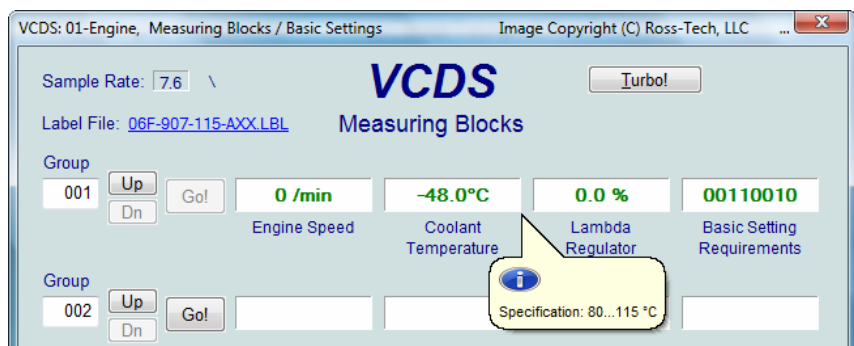 VCDS: 01-Engine, Measuring Blocks / Basic Settings Image Copyright (C) Ross-Tech, LLC ...
Sample Rate: 7.6 \
VCDS
Turbo!
Label File: 06F-907-115-AXX.LBL
Measuring Blocks
Group
001 Up Dn Go! 0 /min -48.0°C 0.0 % 00110010
Engine Speed Coolant Temperature Lambda Regulator Basic Setting Requirements
Specification: 80...115 °C
Group
002 Up Dn Go!